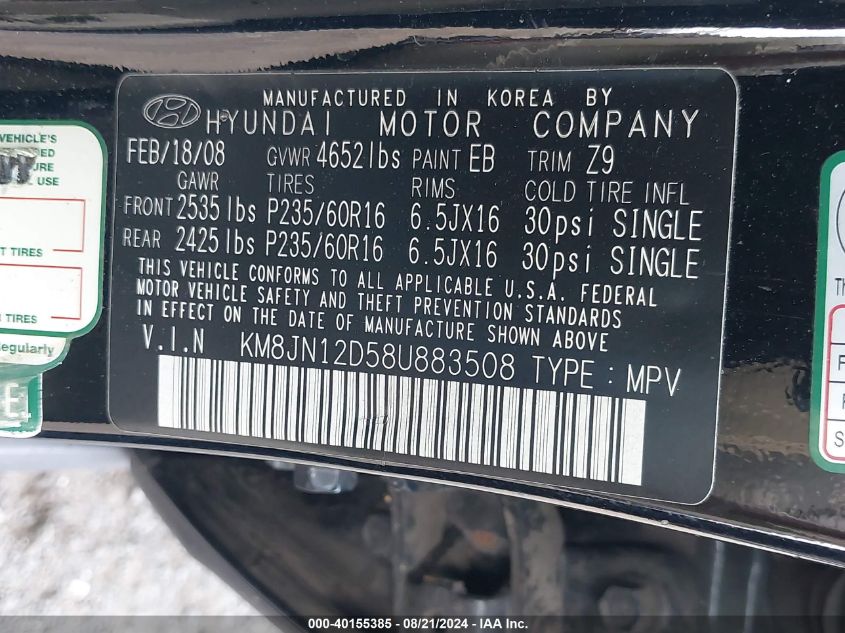 MANUFACTURED IN KOREA BY
HYUNDAI MOTOR COMPANY
FEB/18/08 GVWR 4652lbs PAINT EB TRIM Z9
GAWR TIRES RIMS COLD TIRE INFL
FRONT 2535lbs P235/60R16 6.5JX16 30psi SINGLE
REAR 2425lbs P235/60R16 6.5JX16 30psi SINGLE
THIS VEHICLE CONFORMS TO ALL APPLICABLE U.S.A. FEDERAL
MOTOR VEHICLE SAFETY AND THEFT PREVENTION STANDARDS
IN EFFECT ON THE DATE OF MANUFACTURE SHOWN ABOVE
V.I.N KM8JN12D58U883508 TYPE : MPV
VEHICLE'S
USE
T TIRES
TIRES
Regularly
E
Th
S
000-40155385 - 08/21/2024 - IAA Inc.